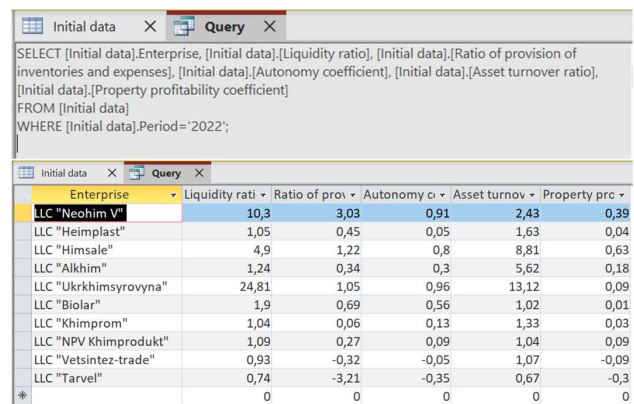 Initial data Query
SELECT [Initial data].Enterprise, [Initial data].[Liquidity ratio], [Initial data].[Ratio of provision of
inventories and expenses], [Initial data].[Autonomy coefficient], [Initial data].[Asset turnover ratio],
[Initial data].[Property profitability coefficient]
FROM [Initial data]
WHERE [Initial data].Period='2022';
Initial data Query
Enterprise Liquidity rati Ratio of prov Autonomy co Asset turnov Property pro
LLC "Neohim V" 10,3 3,03 0,91 2,43 0,39
LLC "Heimplast" 1,05 0,45 0,05 1,63 0,04
LLC "Himsale" 4,9 1,22 0,8 8,81 0,63
LLC "Alkhim" 1,24 0,34 0,3 5,62 0,18
LLC "Ukrkhimsyrovyna" 24,81 1,05 0,96 13,12 0,09
LLC "Biolar" 1,9 0,69 0,56 1,02 0,01
LLC "Khimprom" 1,04 0,06 0,13 1,33 0,03
LLC "NPV Khimprodukt" 1,09 0,27 0,09 1,04 0,09
LLC "Vetsintez-trade" 0,93 -0,32 -0,05 1,07 -0,09
LLC "Tarvel" 0,74 -3,21 -0,35 0,67 -0,3
0 0 0 0 0